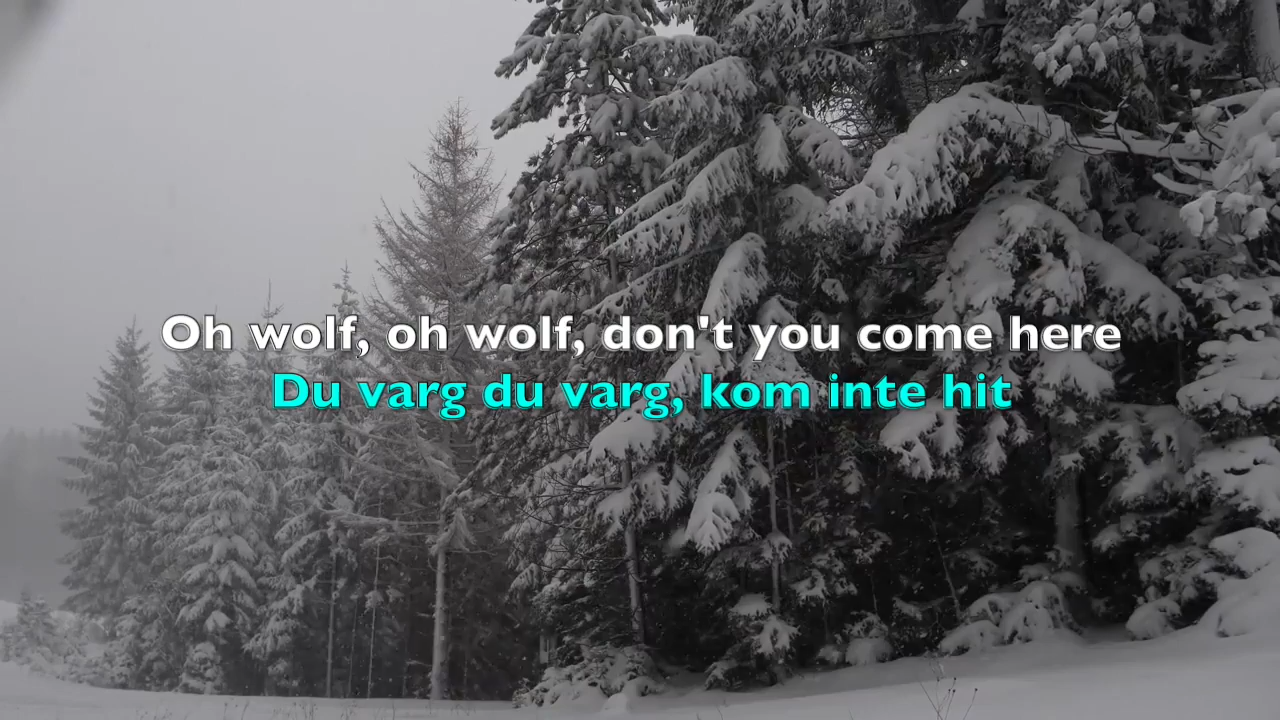 Oh wolf, oh wolf, don't you come here
Du varg du varg, kom inte hit